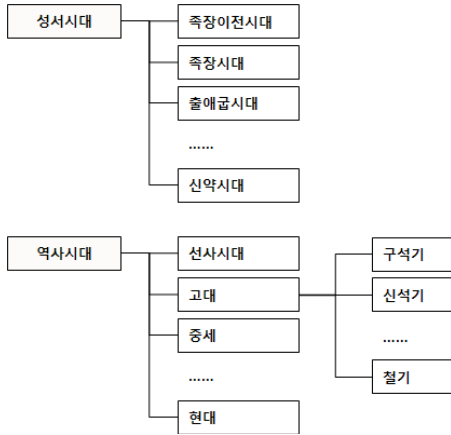 성서시대
족장이전시대
족장시대
출애굽시대
......
신약시대
역사시대
선사시대
고대
중세
......
현대
구석기
신석기
......
철기